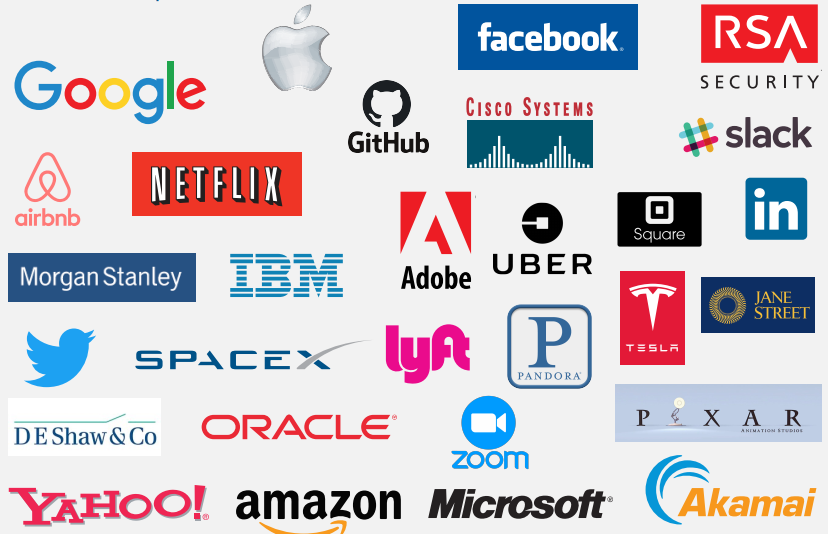 facebook®
RSA
SECURITY
Google
GitHub
CISCO SYSTEMS
slack
airbnb
NETFLIX
Adobe
UBER
Square
in
Morgan Stanley
IBM
TESLA
JANE
STREET
SPACEX
lyft
P
PANDORA®
DE Shaw & Co
ORACLE®
zoom
PIXAR
ANIMATION STUDIOS
YAHOO!®
amazon
Microsoft®
Akamai